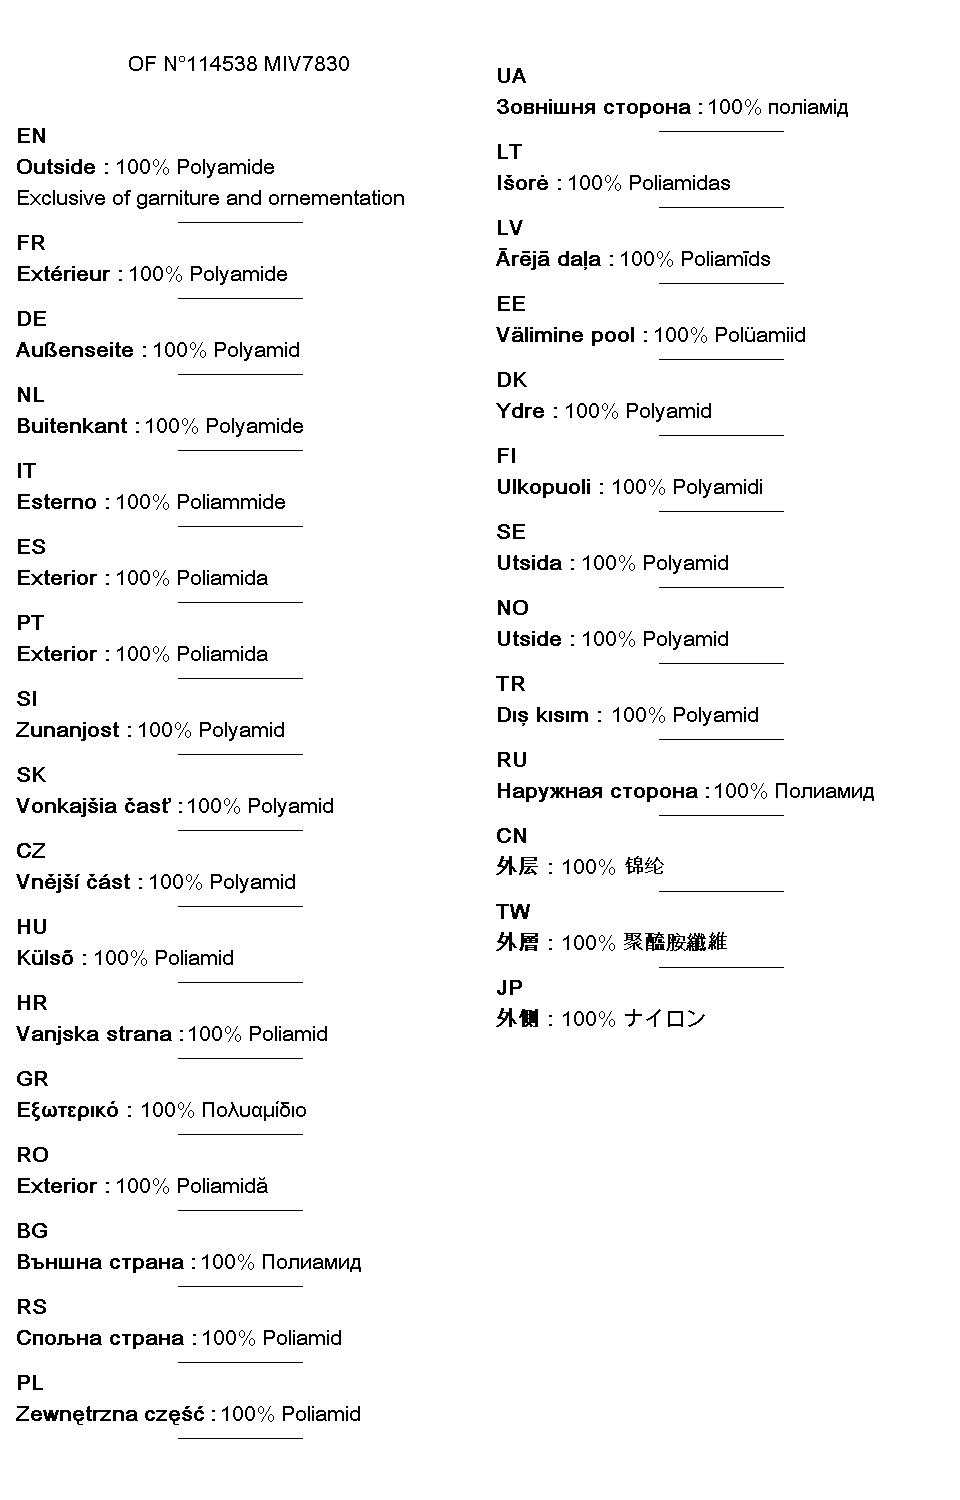 OF N°114538 MIV7830
EN
Outside : 100% Polyamide
Exclusive of garniture and ornementation
FR
Extérieur : 100% Polyamide
DE
Außenseite : 100% Polyamid
NL
Buitenkant : 100% Polyamide
IT
Esterno : 100% Poliammide
ES
Exterior : 100% Poliamida
PT
Exterior : 100% Poliamida
SI
Zunanjost : 100% Polyamid
SK
Vonkajšia časť : 100% Polyamid
CZ
Vnější část : 100% Polyamid
HU
Külső : 100% Poliamid
HR
Vanjska strana : 100% Poliamid
GR
Εξωτερικό : 100% Πολυαμίδιο
RO
Exterior : 100% Poliamidă
BG
Външна страна : 100% Полиамид
RS
Спољна страна : 100% Poliamid
PL
Zewnętrzna część : 100% Poliamid
UA
Зовнішня сторона : 100% поліамід
LT
Išorė : 100% Poliamidas
LV
Ārējā daļa : 100% Poliamīds
EE
Välimine pool : 100% Polüamiid
DK
Ydre : 100% Polyamid
FI
Ulkopuoli : 100% Polyamidi
SE
Utsida : 100% Polyamid
NO
Utside : 100% Polyamid
TR
Dış kısım : 100% Polyamid
RU
Наружная сторона : 100% Полиамид
CN
外层 : 100% 锦纶
TW
外層 : 100% 聚醯胺纖維
JP
外側 : 100% ナイロン